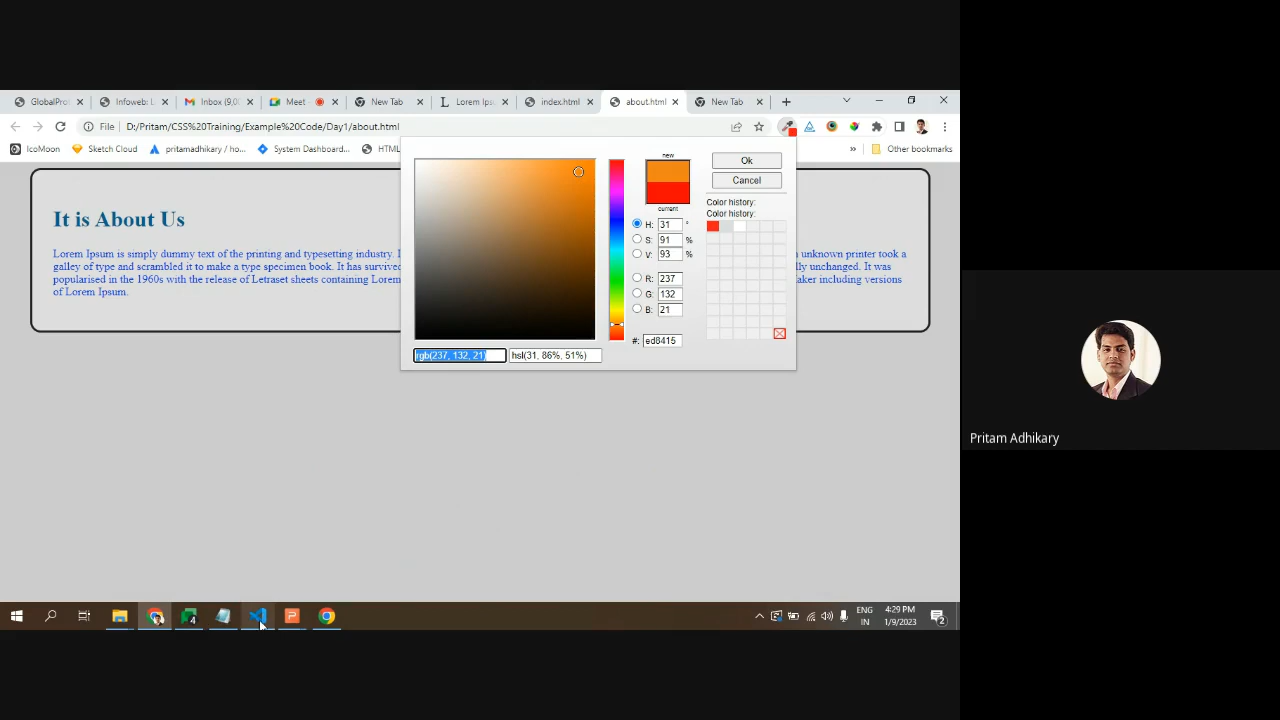 GlobalPro
Infoweb: L
Inbox (9,0
Meet
New Tab
Lorem Ips
index.html
about.html
New Tab
File
D:/Pritam/CSS%20Training/Example%20Code/Day1/about.html
IcoMoon
Sketch Cloud
pritamadhikary / ho...
System Dashboard...
HTML
»
Other bookmarks
new
current
Ok
Cancel
Color history:
Color history:
H: 31 °
S: 91 %
V: 93 %
R: 237
G: 132
B: 21
#: ed8415
rgb(237, 132, 21)
hsl(31, 86%, 51%)
It is About Us
Lorem Ipsum is simply dummy text of the printing and typesetting industry. unknown printer took a
galley of type and scrambled it to make a type specimen book. It has survived lly unchanged. It was
popularised in the 1960s with the release of Letraset sheets containing Lorem aker including versions
of Lorem Ipsum.
4
ENG
IN
4:29 PM
1/9/2023
2
Pritam Adhikary